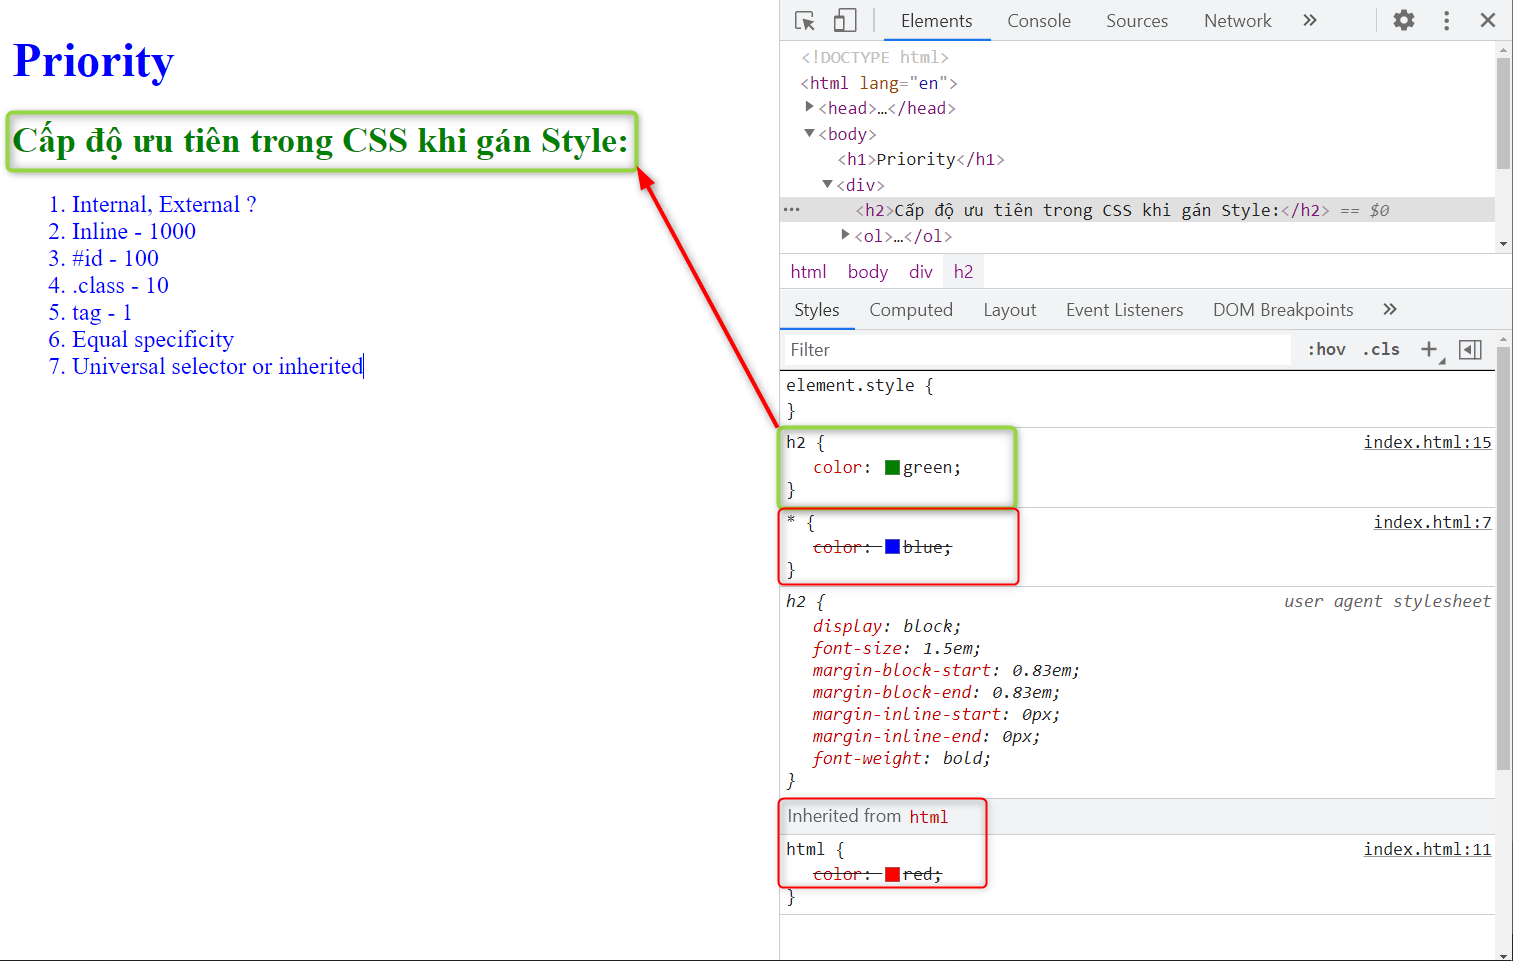 Priority
Cấp độ ưu tiên trong CSS khi gán Style:
1. Internal, External ?
2. Inline - 1000
3. #id - 100
4. .class - 10
5. tag - 1
6. Equal specificity
7. Universal selector or inherited
Elements Console Sources Network »
<!DOCTYPE html>
<html lang="en">
<head>…</head>
<body>
<h1>Priority</h1>
<div>
<h2>Cấp độ ưu tiên trong CSS khi gán Style:</h2> == $0
<ol>…</ol>
html body div h2
Styles Computed Layout Event Listeners DOM Breakpoints »
Filter :hov .cls +
element.style {
}
h2 { index.html:15
color: green;
}
* { index.html:7
color: blue;
}
h2 { user agent stylesheet
display: block;
font-size: 1.5em;
margin-block-start: 0.83em;
margin-block-end: 0.83em;
margin-inline-start: 0px;
margin-inline-end: 0px;
font-weight: bold;
}
Inherited from html
html { index.html:11
color: red;
}